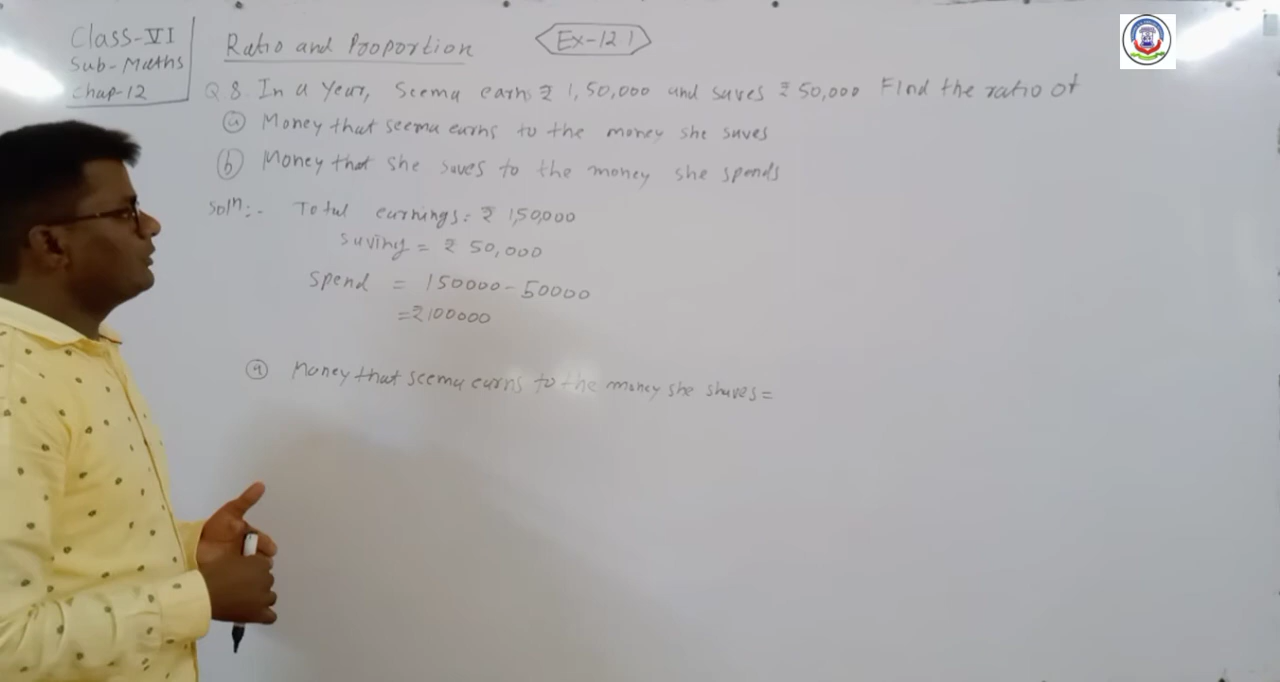 Class-VI
Sub-Maths
Chap-12
Ratio and Proportion
Ex-12.1
Q 8. In a year, Seema earns ₹ 1,50,000 and saves ₹ 50,000 Find the ratio of
(a) Money that seema earns to the money she saves
(b) Money that she saves to the money she spends
Soln:- Total earnings = ₹ 1,50,000
Saving = ₹ 50,000
Spend = 150000 - 50000
= ₹ 100000
(a) Money that seema earns to the money she shaves =